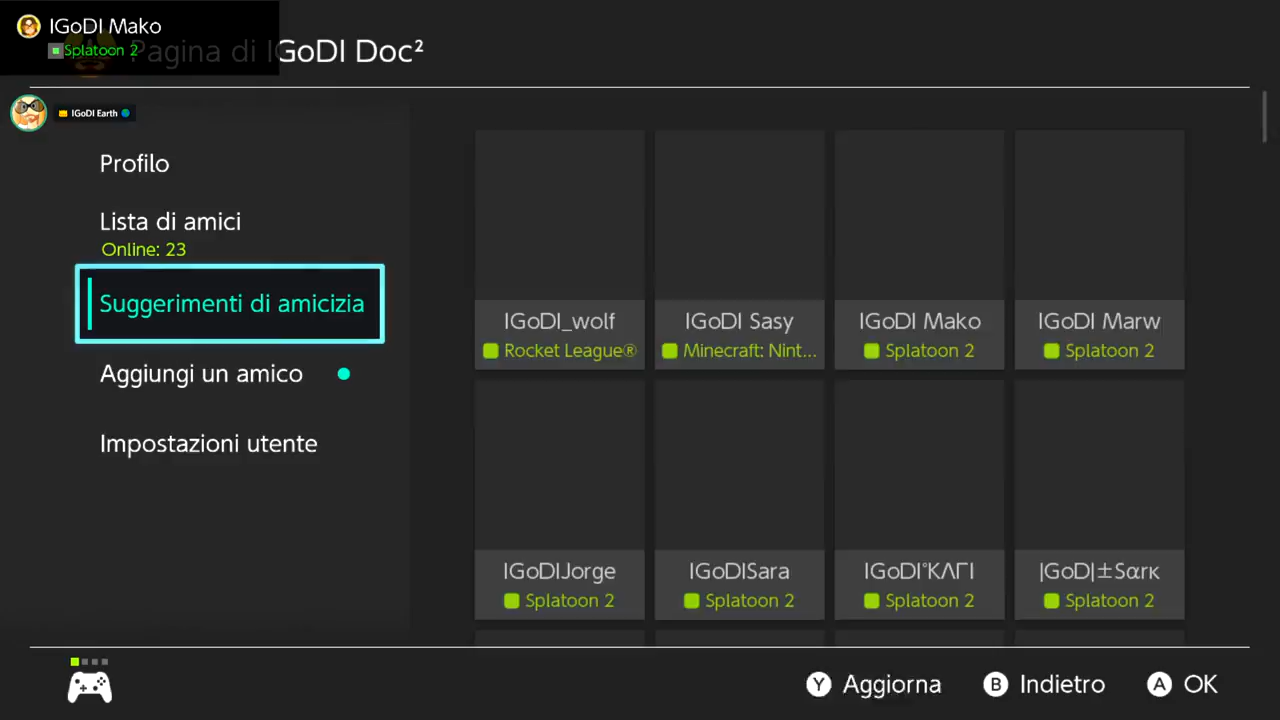 IGoDI Mako
Splatoon 2
Pagina di IGoDI Doc²
IGoDI Earth
Profilo
Lista di amici
Online: 23
Suggerimenti di amicizia
Aggiungi un amico
Impostazioni utente
IGoDI_wolf
Rocket League®
IGoDI Sasy
Minecraft: Nint...
IGoDI Mako
Splatoon 2
IGoDI Marw
Splatoon 2
IGoDIJorge
Splatoon 2
IGoDISara
Splatoon 2
IGoDI°KΛΓI
Splatoon 2
|GoD|±Sαrκ
Splatoon 2
Y Aggiorna
B Indietro
A OK